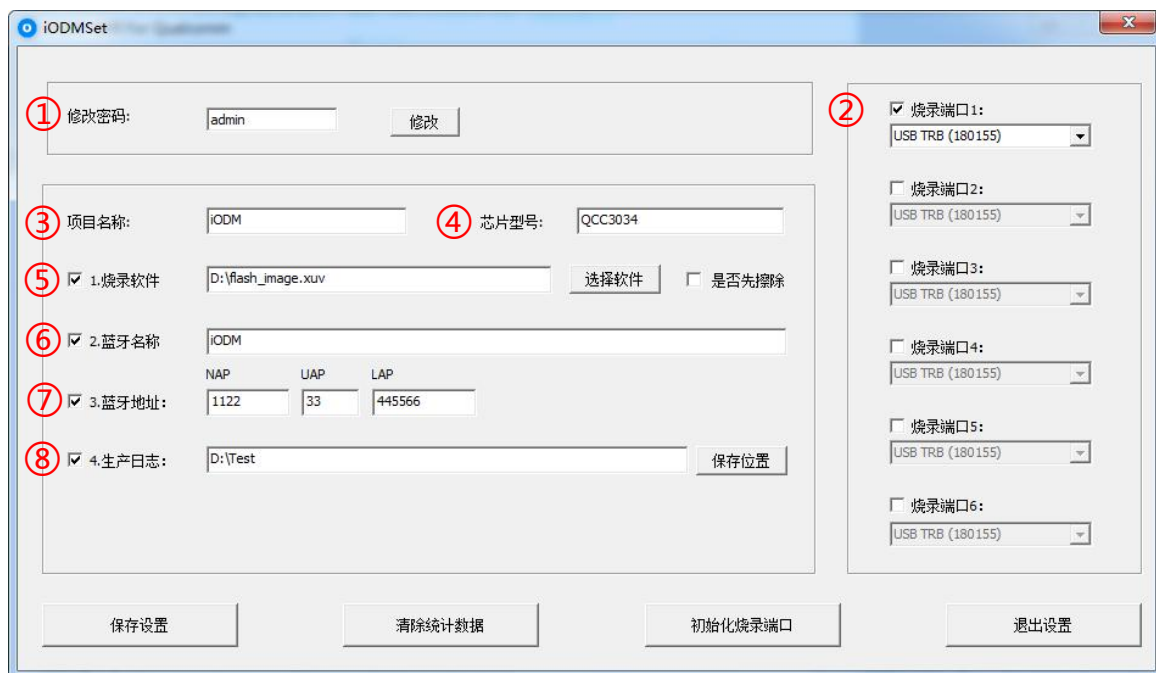 iODMSet
① 修改密码: admin 修改
③ 项目名称: iODM ④ 芯片型号: QCC3034
⑤ 1.烧录软件 D:\flash_image.xuv 选择软件 是否先擦除
⑥ 2.蓝牙名称 iODM
NAP UAP LAP
⑦ 3.蓝牙地址: 1122 33 445566
⑧ 4.生产日志: D:\Test 保存位置
② 烧录端口1:
USB TRB (180155)
烧录端口2:
USB TRB (180155)
烧录端口3:
USB TRB (180155)
烧录端口4:
USB TRB (180155)
烧录端口5:
USB TRB (180155)
烧录端口6:
USB TRB (180155)
保存设置 清除统计数据 初始化烧录端口 退出设置